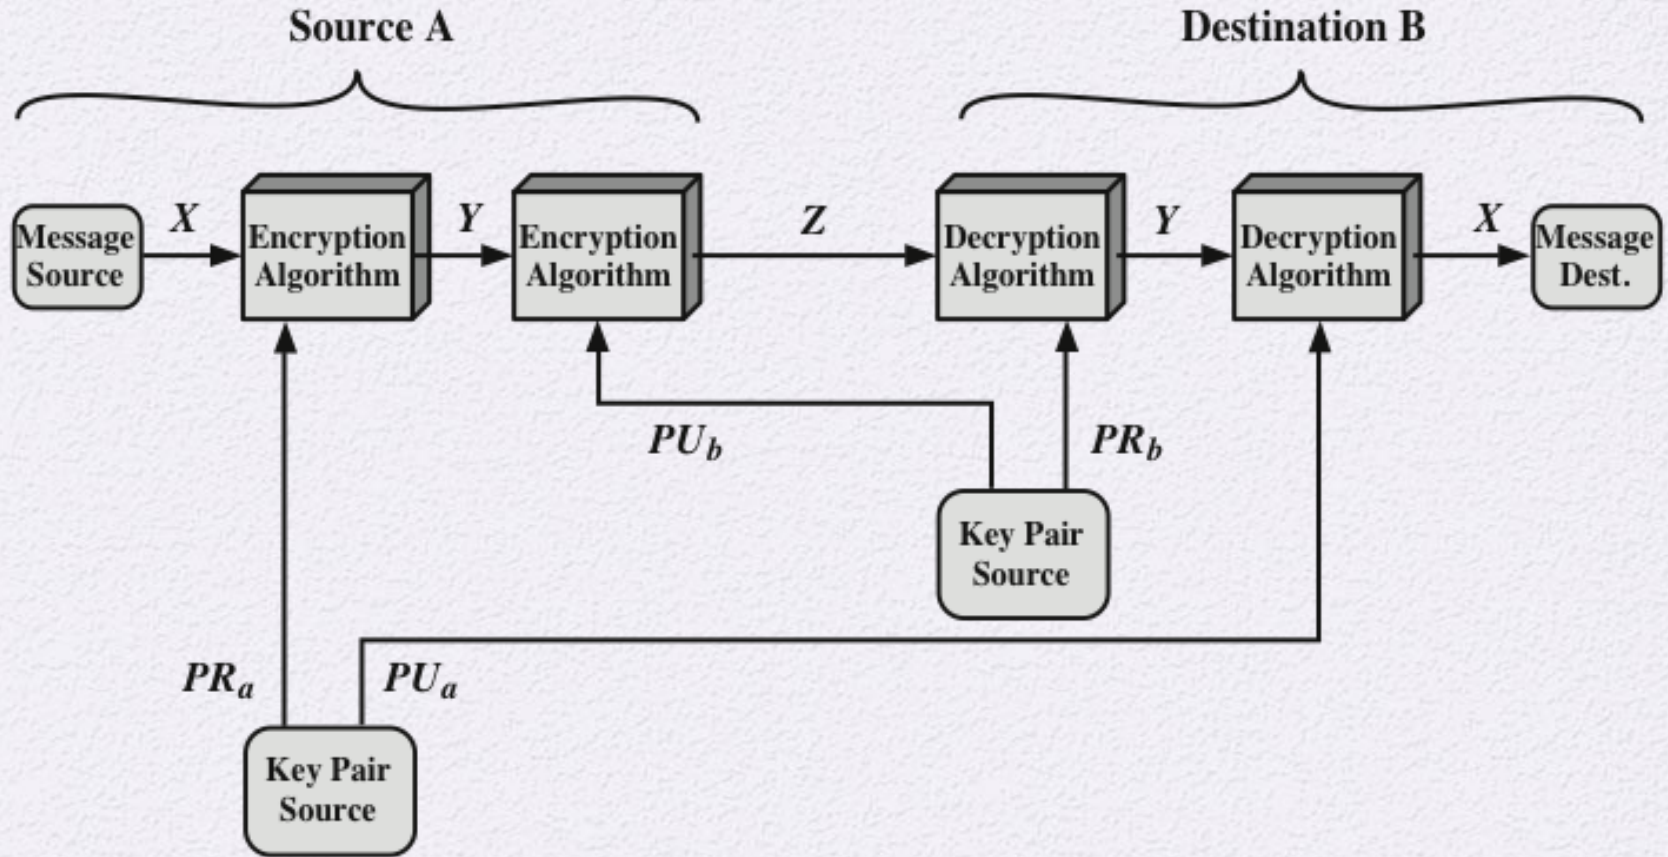 Source A
Destination B
Message
Source
X
Encryption
Algorithm
Y
Encryption
Algorithm
Z
Decryption
Algorithm
Y
Decryption
Algorithm
X
Message
Dest.
PUb
PRb
Key Pair
Source
PRa
PUa
Key Pair
Source